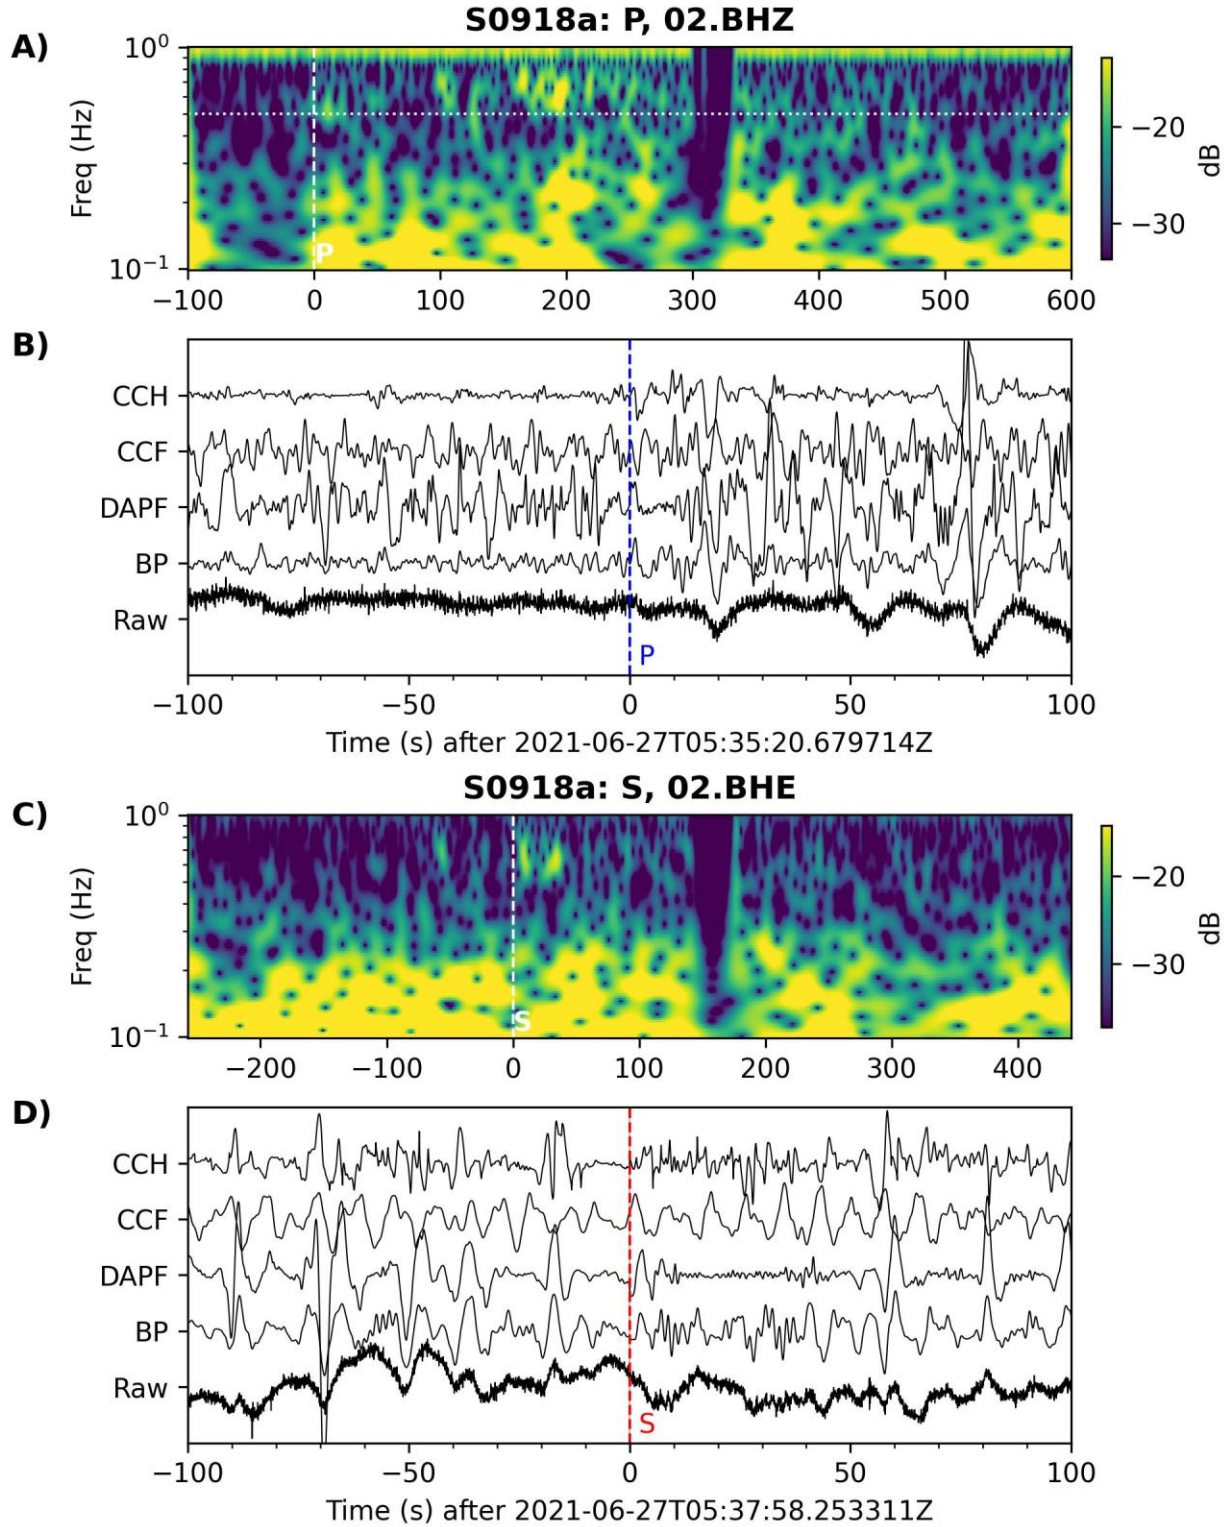 S0918a: P, 02.BHZ
A)
10⁰
10⁻¹
Freq (Hz)
P
−100 0 100 200 300 400 500 600
−20
−30
dB
B)
CCH
CCF
DAPF
BP
Raw
P
−100 −50 0 50 100
Time (s) after 2021-06-27T05:35:20.679714Z
S0918a: S, 02.BHE
C)
10⁰
10⁻¹
Freq (Hz)
S
−200 −100 0 100 200 300 400
−20
−30
dB
D)
CCH
CCF
DAPF
BP
Raw
S
−100 −50 0 50 100
Time (s) after 2021-06-27T05:37:58.253311Z